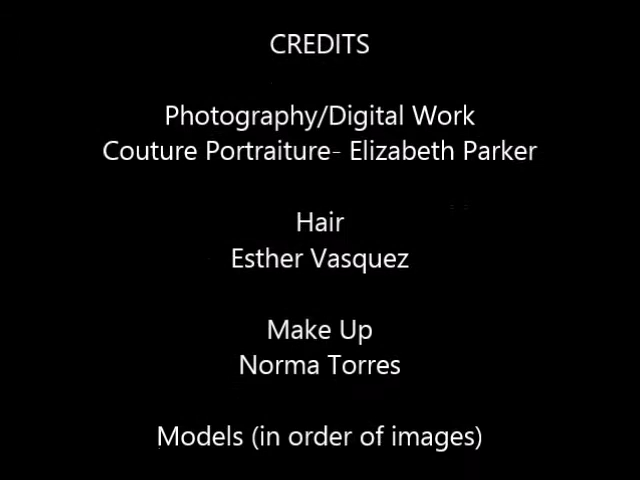 CREDITS
Photography/Digital Work
Couture Portraiture- Elizabeth Parker
Hair
Esther Vasquez
Make Up
Norma Torres
Models (in order of images)